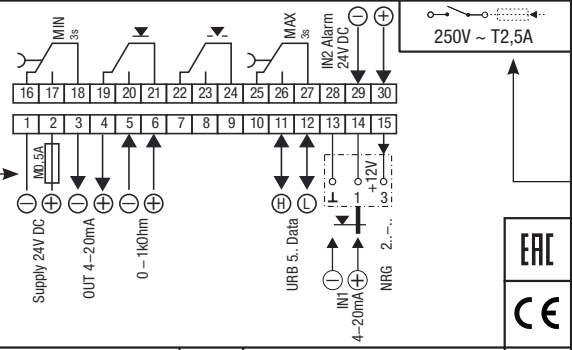 MIN
3s
MAX
3s
IN2 Alarm
24V DC
− +
250V ~ T2,5A
16 17 18 19 20 21 22 23 24 25 26 27 28 29 30
1 2 3 4 5 6 7 8 9 10 11 12 13 14 15
M0,5A
− + − + − + H L
⊥ 1 3
+12V
Supply 24V DC
OUT 4–20mA
0–1kOhm
URB 5.. Data
− +
IN1
4–20mA
NRG 2..-..
EAC
CE